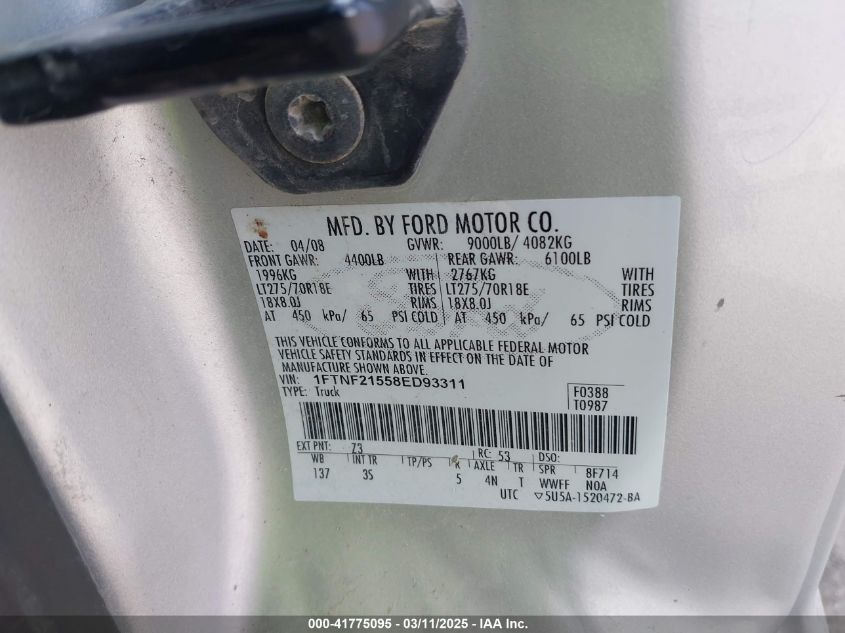 MFD. BY FORD MOTOR CO.
DATE: 04/08 GVWR: 9000LB/ 4082KG
FRONT GAWR: 4400LB REAR GAWR: 6100LB
1996KG WITH 2767KG WITH
LT275/70R18E TIRES LT275/70R18E TIRES
18X8.0J RIMS 18X8.0J RIMS
AT 450 kPa/ 65 PSI COLD AT 450 kPa/ 65 PSI COLD
THIS VEHICLE CONFORMS TO ALL APPLICABLE FEDERAL MOTOR
VEHICLE SAFETY STANDARDS IN EFFECT ON THE DATE OF
MANUFACTURE SHOWN ABOVE.
VIN: 1FTNF21558ED93311 F0388
TYPE: Truck T0987
EXT PNT: Z3 RC: 53 DSO:
WB INT TR TP/PS R AXLE TR SPR 8F714
137 3S 5 4N T WWFF N0A
UTC ▽5U5A-1520472-BA
000-41775095 - 03/11/2025 - IAA Inc.